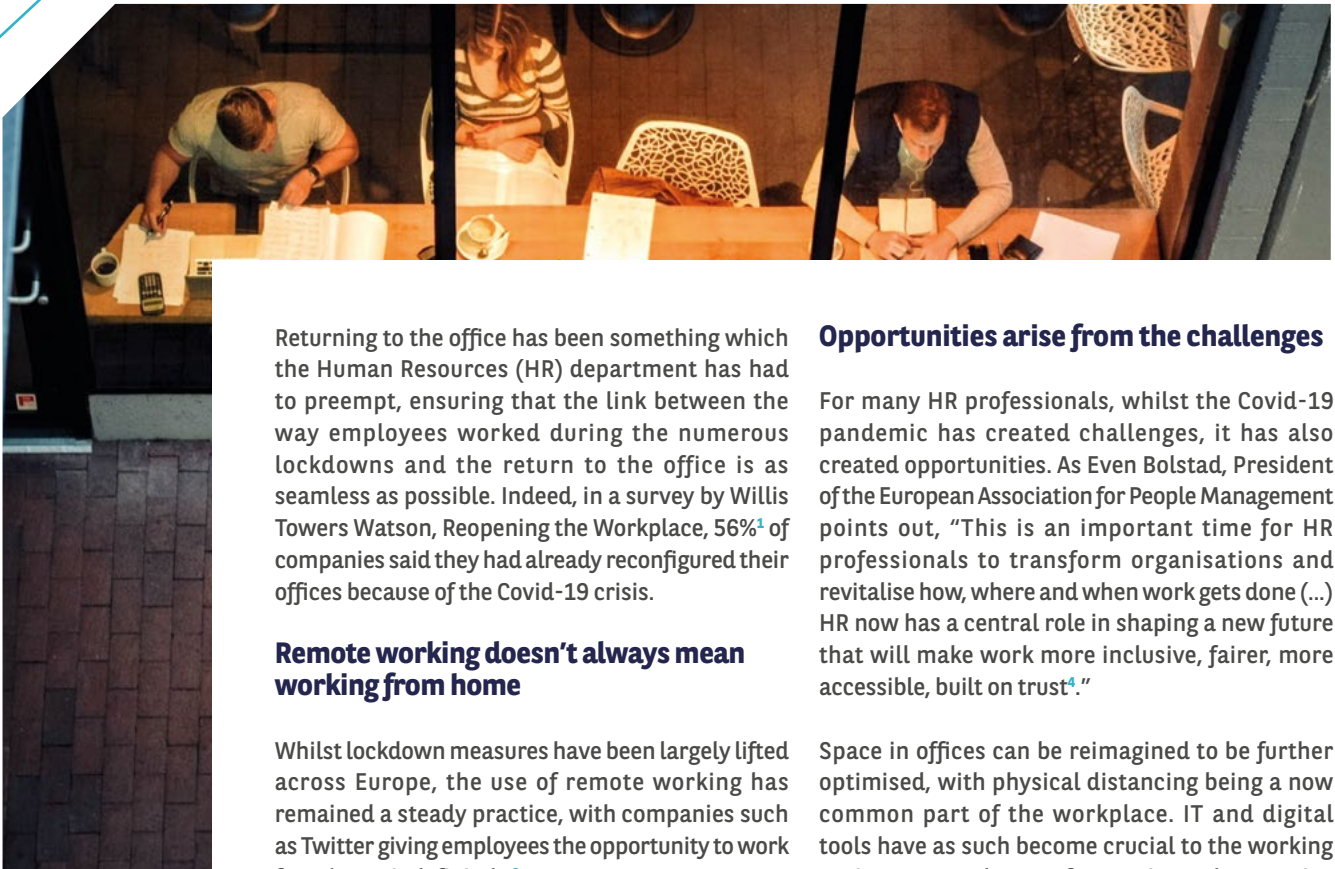 Returning to the office has been something which
the Human Resources (HR) department has had
to preempt, ensuring that the link between the
way employees worked during the numerous
lockdowns and the return to the office is as
seamless as possible. Indeed, in a survey by Willis
Towers Watson, Reopening the Workplace, 56%¹ of
companies said they had already reconfigured their
offices because of the Covid-19 crisis.
Remote working doesn't always mean
working from home
Whilst lockdown measures have been largely lifted
across Europe, the use of remote working has
remained a steady practice, with companies such
as Twitter giving employees the opportunity to work
Opportunities arise from the challenges
For many HR professionals, whilst the Covid-19
pandemic has created challenges, it has also
created opportunities. As Even Bolstad, President
of the European Association for People Management
points out, “This is an important time for HR
professionals to transform organisations and
revitalise how, where and when work gets done (...)
HR now has a central role in shaping a new future
that will make work more inclusive, fairer, more
accessible, built on trust⁴.”
Space in offices can be reimagined to be further
optimised, with physical distancing being a now
common part of the workplace. IT and digital
tools have as such become crucial to the working